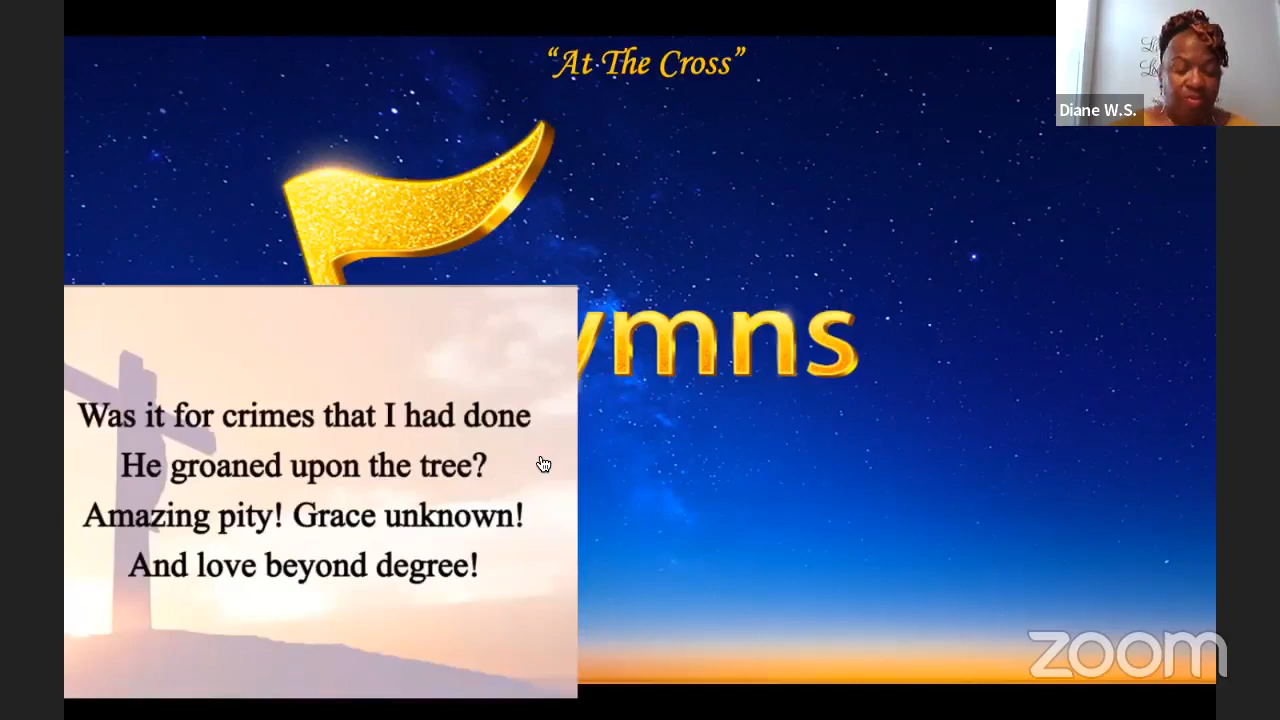 “At The Cross”
Diane W.S.
ymns
Was it for crimes that I had done
He groaned upon the tree?
Amazing pity! Grace unknown!
And love beyond degree!
zoom